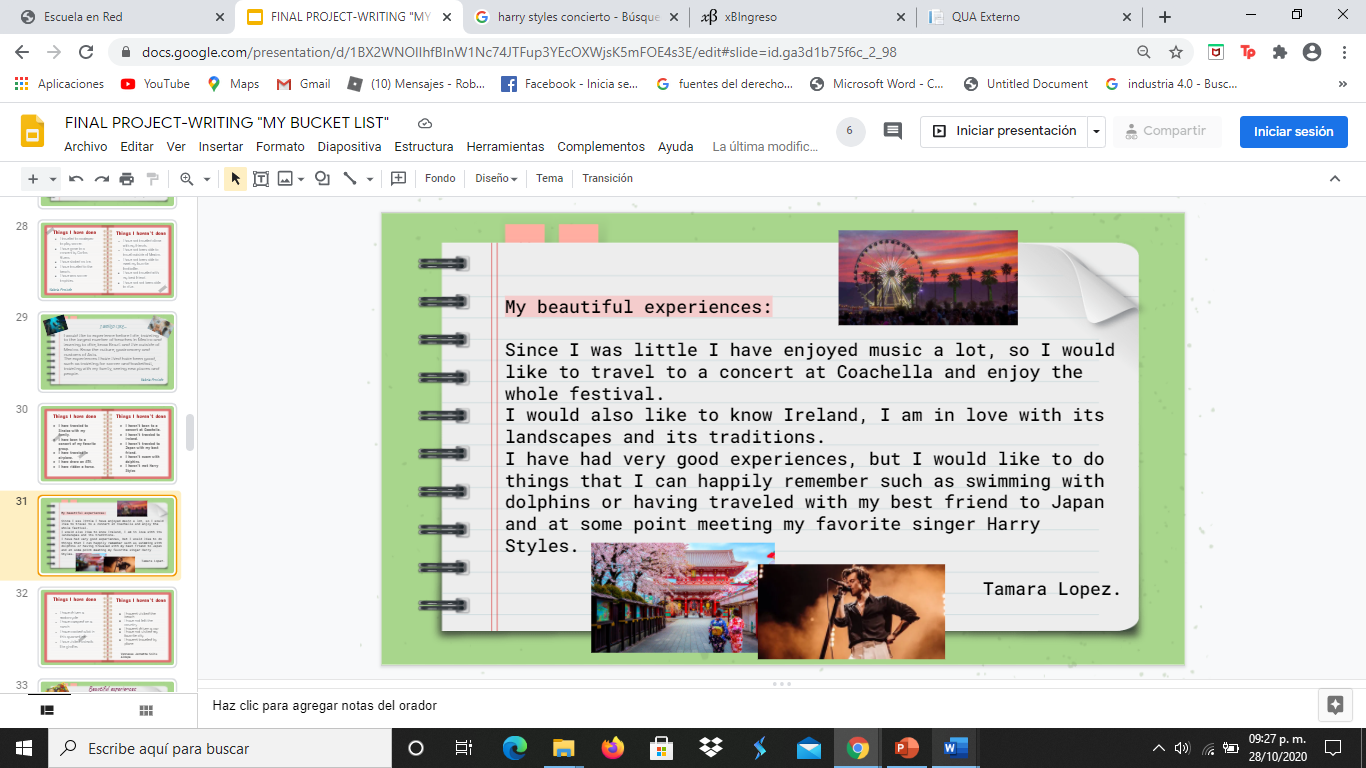 Escuela en Red
FINAL PROJECT-WRITING "MY
harry styles concierto - Búsque
xBIngreso
QUA Externo
docs.google.com/presentation/d/1BX2WNOlIhfBInW1Nc74JTFup3YEcOXWjsK5mFOE4s3E/edit#slide=id.ga3d1b75f6c_2_98
Aplicaciones
YouTube
Maps
Gmail
(10) Mensajes - Rob...
Facebook - Inicia se...
fuentes del derecho...
Microsoft Word - C...
Untitled Document
industria 4.0 - Busc...
FINAL PROJECT-WRITING "MY BUCKET LIST"
Archivo Editar Ver Insertar Formato Diapositiva Estructura Herramientas Complementos Ayuda La última modific...
6
Iniciar presentación
Compartir
Iniciar sesión
Fondo
Diseño
Tema
Transición
28
Things I have done
Things I haven't done
29
30
Things I have done
Things I haven't done
31
32
Things I have done
Things I haven't done
33
Beautiful experiences
My beautiful experiences:
Since I was little I have enjoyed music a lot, so I would
like to travel to a concert at Coachella and enjoy the
whole festival.
I would also like to know Ireland, I am in love with its
landscapes and its traditions.
I have had very good experiences, but I would like to do
things that I can happily remember such as swimming with
dolphins or having traveled with my best friend to Japan
and at some point meeting my favorite singer Harry
Styles.
Tamara Lopez.
Haz clic para agregar notas del orador
Escribe aquí para buscar
09:27 p. m.
28/10/2020